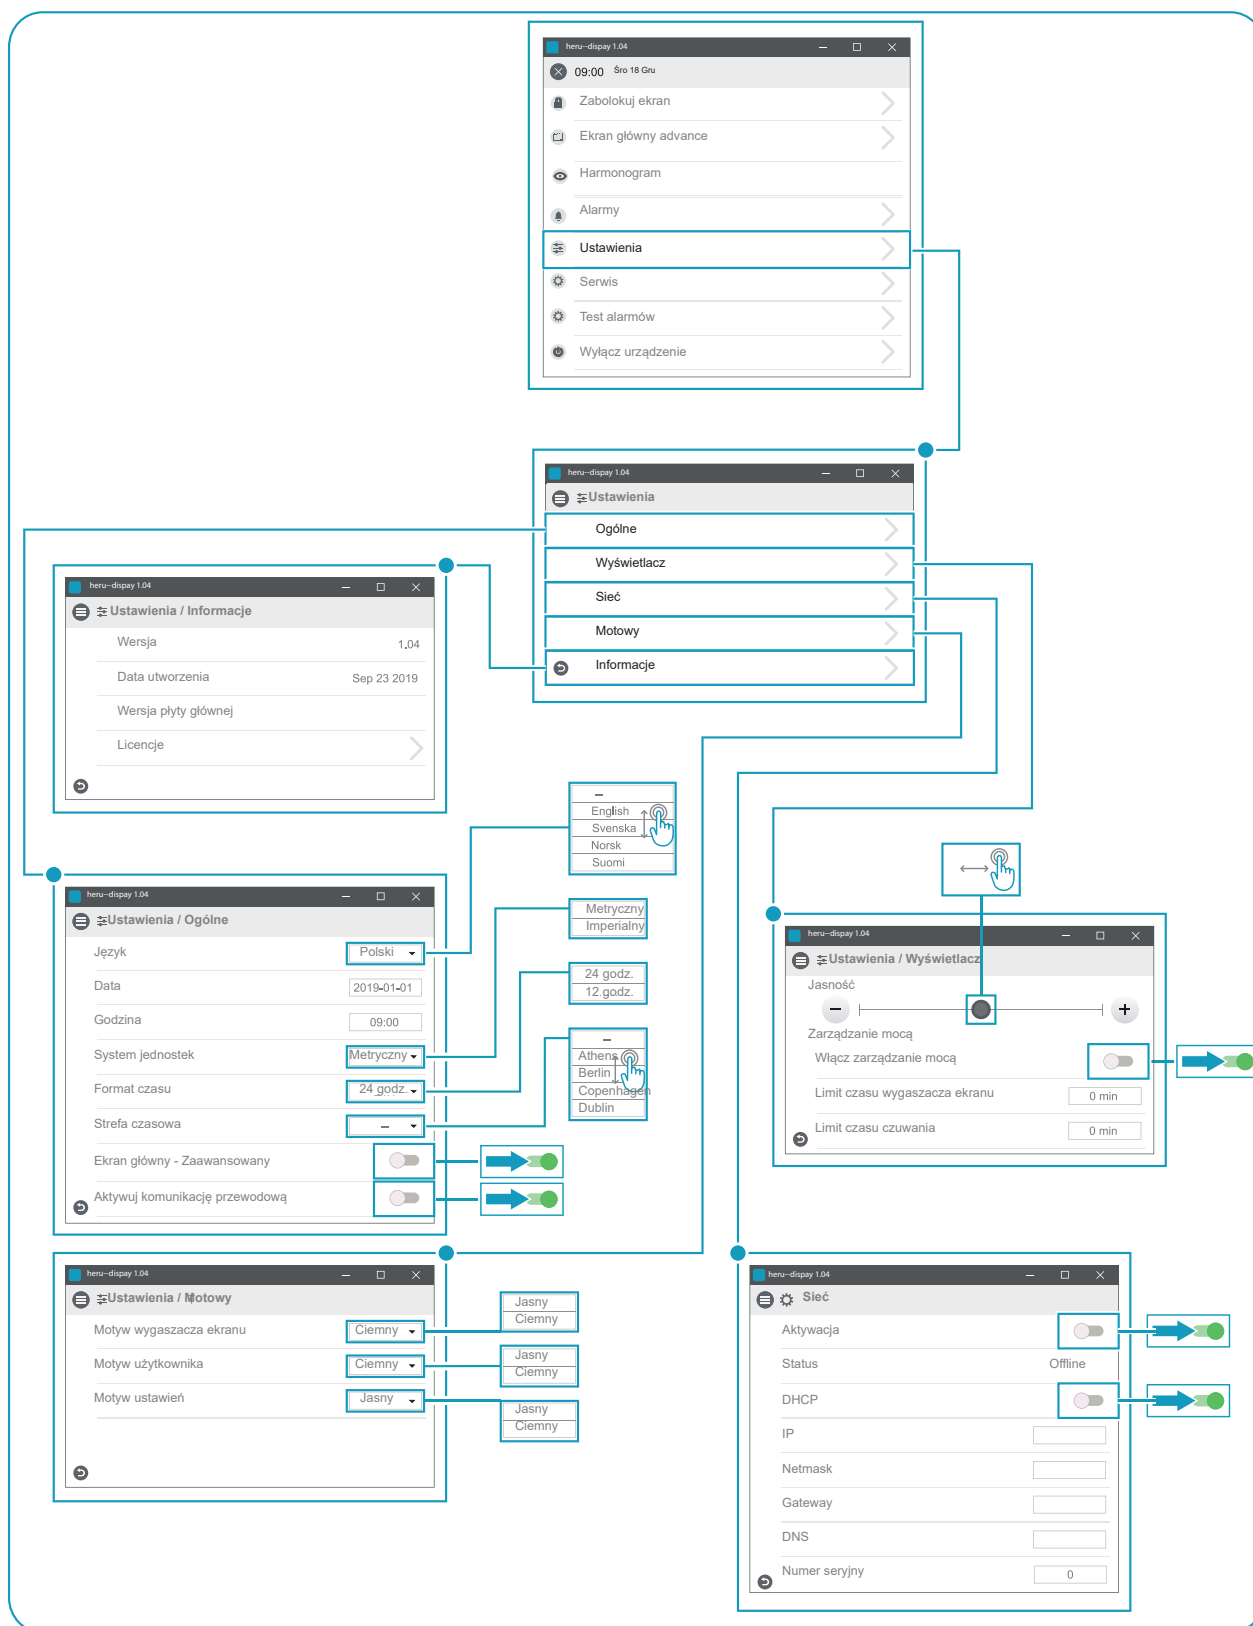 heru-dispay 1.04
09:00 Śro 18 Gru
Zabolokuj ekran
Ekran główny advance
Harmonogram
Alarmy
Ustawienia
Serwis
Test alarmów
Wyłącz urządzenie
heru-dispay 1.04
Ustawienia
Ogólne
Wyświetlacz
Sieć
Motowy
Informacje
heru-dispay 1.04
Ustawienia / Informacje
Wersja 1.04
Data utworzenia Sep 23 2019
Wersja płyty głównej
Licencje
–
English
Svenska
Norsk
Suomi
heru-dispay 1.04
Ustawienia / Ogólne
Język Polski
Data 2019-01-01
Godzina 09:00
System jednostek Metryczny
Format czasu 24 godz.
Strefa czasowa –
Ekran główny - Zaawansowany
Aktywuj komunikację przewodową
Metryczny
Imperialny
24 godz.
12.godz.
–
Athens
Berlin
Copenhagen
Dublin
heru-dispay 1.04
Ustawienia / Wyświetlacz
Jasność
– +
Zarządzanie mocą
Włącz zarządzanie mocą
Limit czasu wygaszacza ekranu 0 min
Limit czasu czuwania 0 min
heru-dispay 1.04
Ustawienia / Motowy
Motyw wygaszacza ekranu Ciemny
Motyw użytkownika Ciemny
Motyw ustawień Jasny
Jasny
Ciemny
Jasny
Ciemny
Jasny
Ciemny
heru-dispay 1.04
Sieć
Aktywacja
Status Offline
DHCP
IP
Netmask
Gateway
DNS
Numer seryjny 0